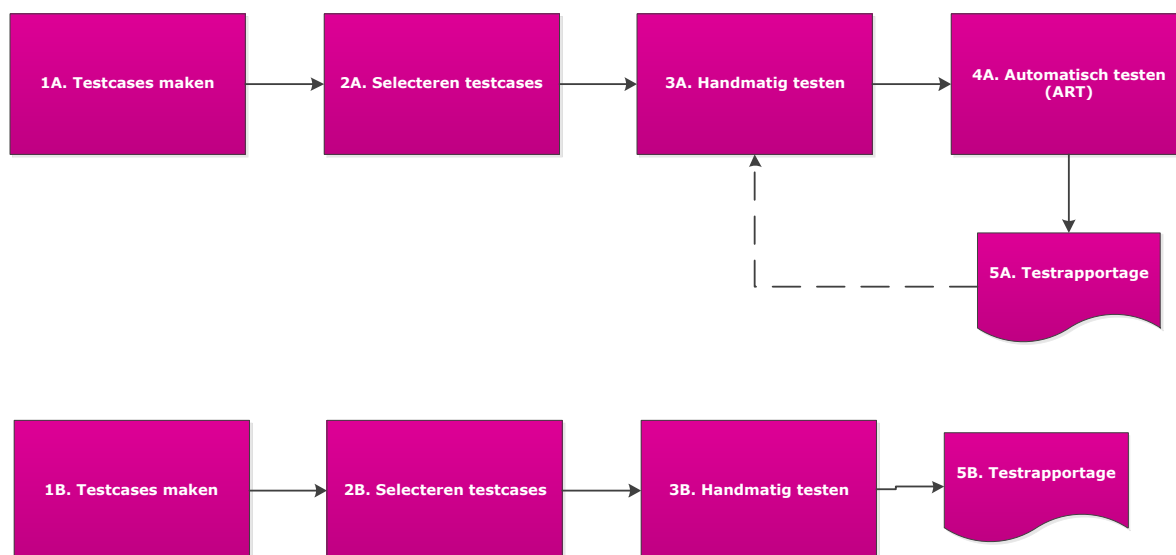 1A. Testcases maken
2A. Selecteren testcases
3A. Handmatig testen
4A. Automatisch testen
(ART)
5A. Testrapportage
1B. Testcases maken
2B. Selecteren testcases
3B. Handmatig testen
5B. Testrapportage